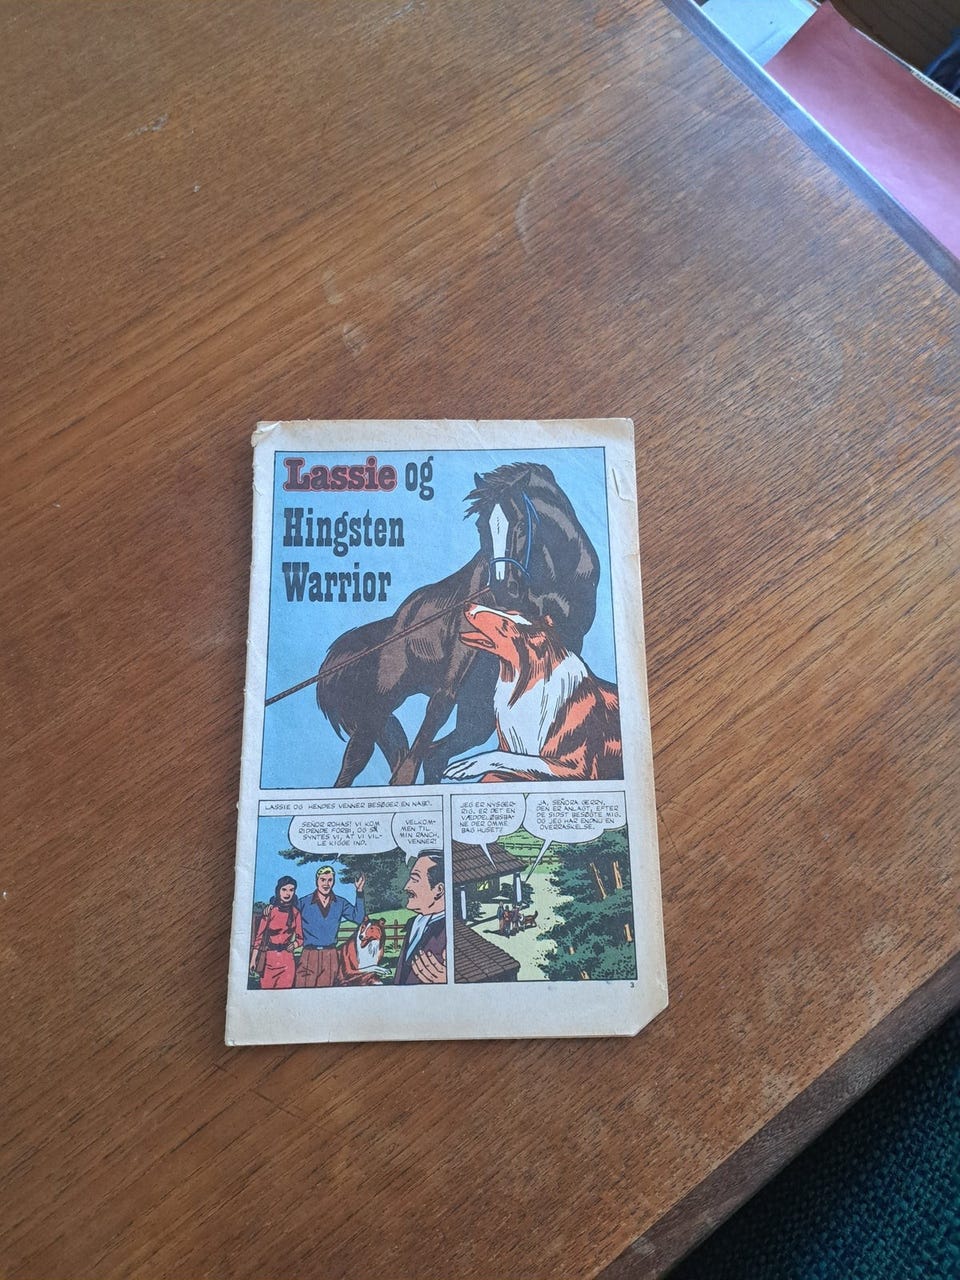 Lassie og
Hingsten
Warrior
LASSIE OG HENDES VENNER BESØGER EN NABO.
SEÑOR ROHAS! VI KOM
RIDENDE FORBI, OG SÅ
SYNTES VI, AT VI VIL-
LE KIGGE IND.
VELKOM-
MEN TIL
MIN RANCH,
VENNER!
JEG ER NYSGER-
RIG. ER DET EN
VÆDDELØBSBA-
NE DER OMME
BAG HUSET?
JA, SEÑORA GERRY,
DEN ER ANLAGT, EFTER
DE SIDST BESØGTE MIG.
OG JEG HAR ENDNU EN
OVERRASKELSE.
3